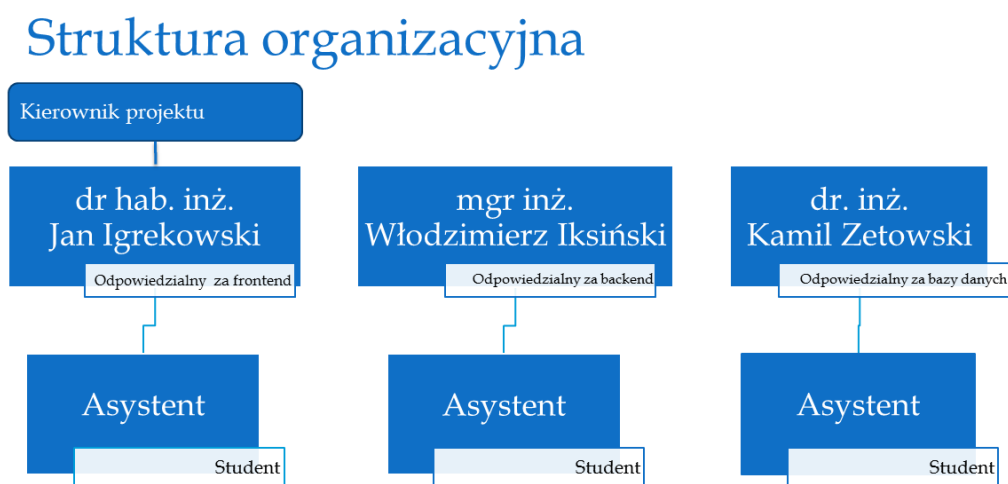 Struktura organizacyjna
Kierownik projektu
dr hab. inż.
Jan Igrekowski
Odpowiedzialny za frontend
mgr inż.
Włodzimierz Iksiński
Odpowiedzialny za backend
dr. inż.
Kamil Zetowski
Odpowiedzialny za bazy danych
Asystent
Student
Asystent
Student
Asystent
Student